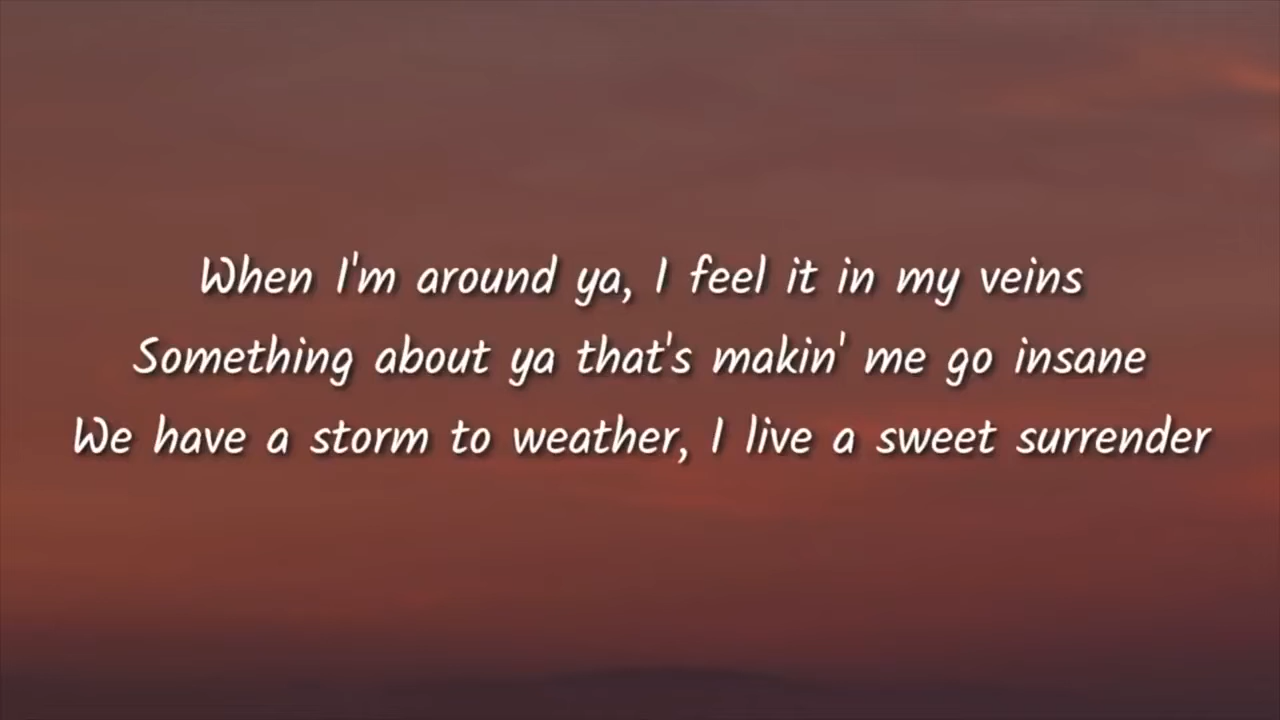 When I'm around ya, I feel it in my veins
Something about ya that's makin' me go insane
We have a storm to weather, I live a sweet surrender